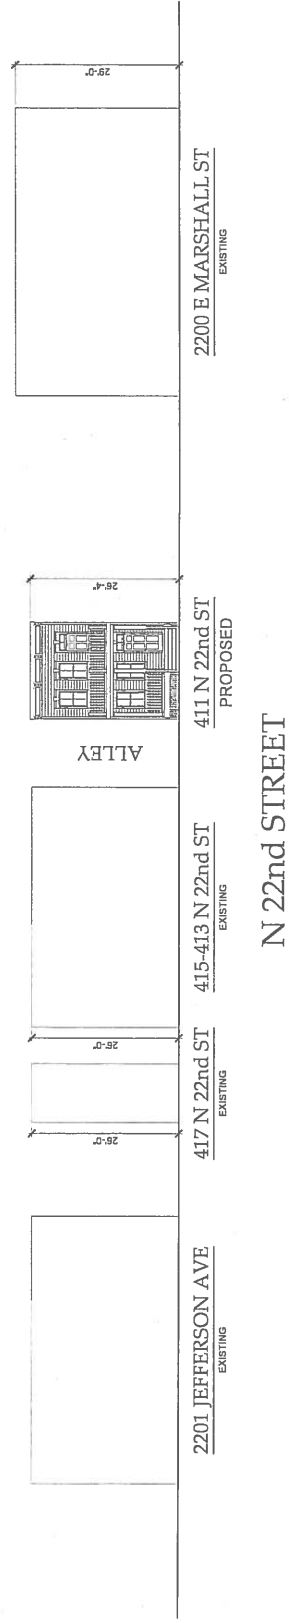 29'-0"
2200 E MARSHALL ST
EXISTING
26'-4"
411 N 22nd ST
PROPOSED
ALLEY
415-413 N 22nd ST
EXISTING
26'-0"
417 N 22nd ST
EXISTING
26'-0"
2201 JEFFERSON AVE
EXISTING
N 22nd STREET